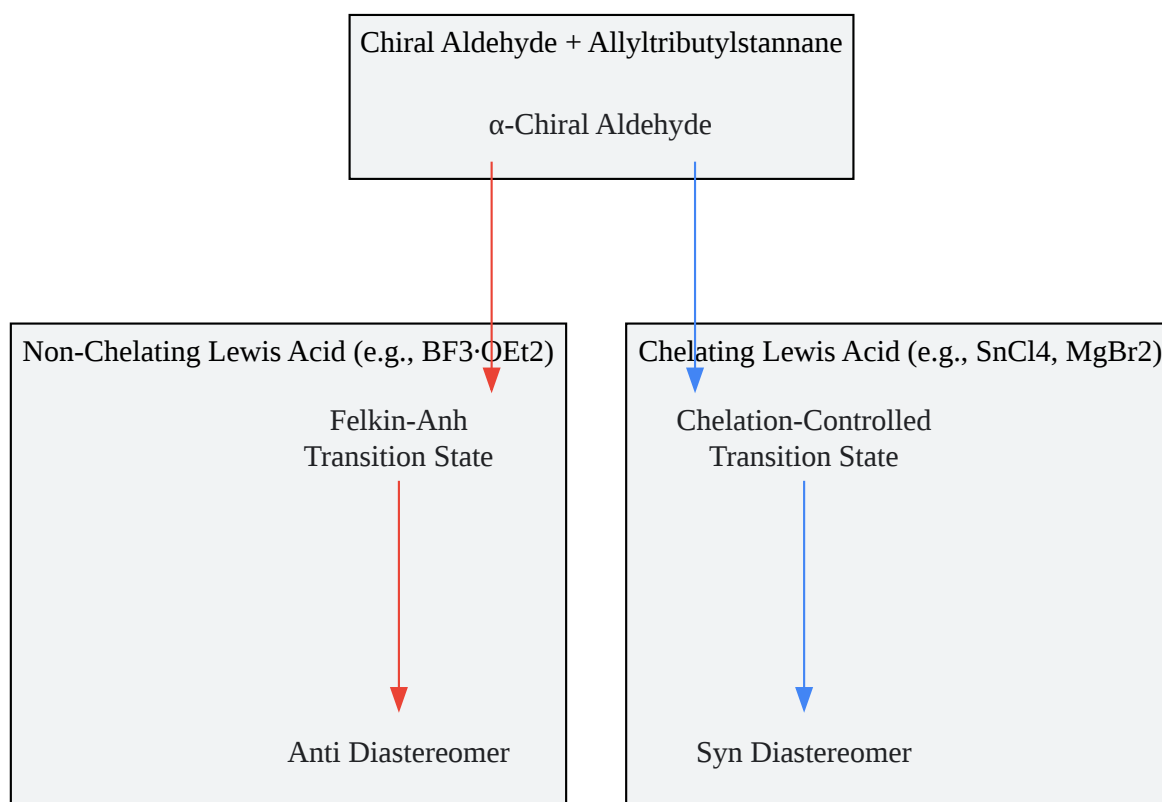 Chiral Aldehyde + Allyltributylstannane
α-Chiral Aldehyde
Non-Chelating Lewis Acid (e.g., BF3·OEt2)
Felkin-Anh
Transition State
Anti Diastereomer
Chelating Lewis Acid (e.g., SnCl4, MgBr2)
Chelation-Controlled
Transition State
Syn Diastereomer